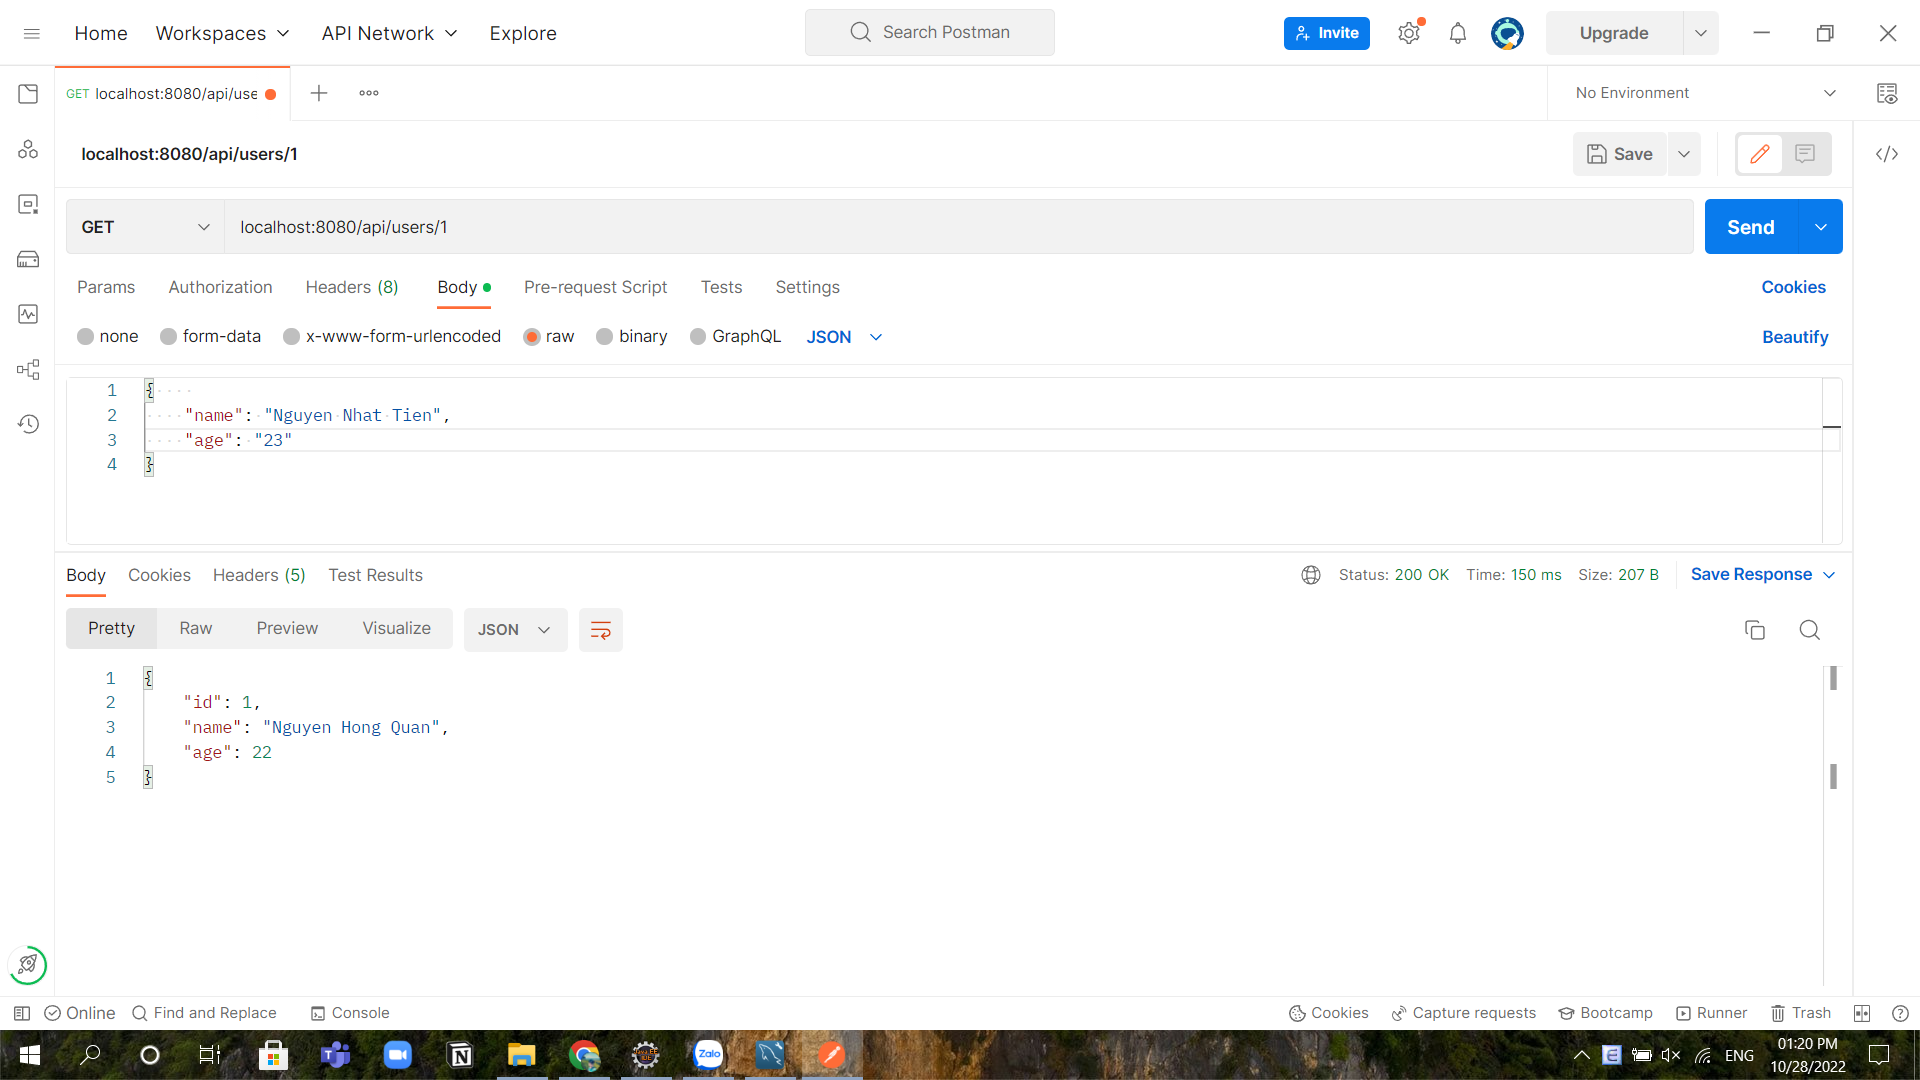 Home Workspaces API Network Explore Search Postman Invite Upgrade
GET localhost:8080/api/use No Environment
localhost:8080/api/users/1 Save
GET localhost:8080/api/users/1 Send
Params Authorization Headers (8) Body Pre-request Script Tests Settings Cookies
none form-data x-www-form-urlencoded raw binary GraphQL JSON Beautify
1 {
2 "name": "Nguyen Nhat Tien",
3 "age": "23"
4 }
Body Cookies Headers (5) Test Results Status: 200 OK Time: 150 ms Size: 207 B Save Response
Pretty Raw Preview Visualize JSON
1 {
2 "id": 1,
3 "name": "Nguyen Hong Quan",
4 "age": 22
5 }
Online Find and Replace Console Cookies Capture requests Bootcamp Runner Trash
Zalo ENG 01:20 PM
10/28/2022